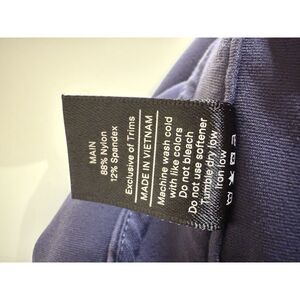 MAIN
88% Nylon
12% Spandex
Exclusive of Trims
MADE IN VIETNAM
Machine wash cold
with like colors
Do not bleach
Do not use softener
Tumble dry low
Iron low